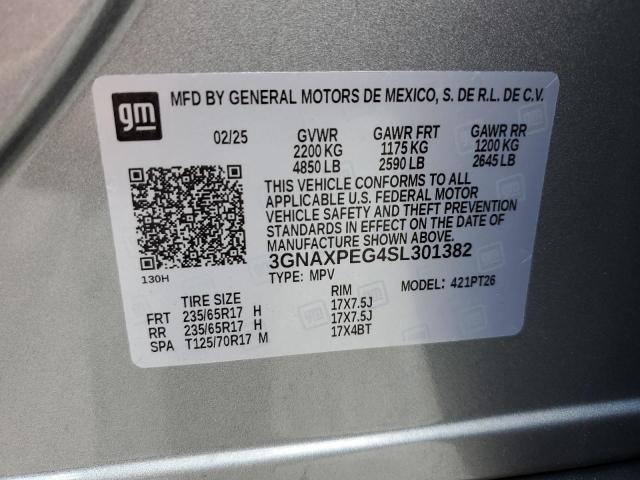 gm
MFD BY GENERAL MOTORS DE MEXICO, S. DE R.L. DE C.V.
02/25 GVWR GAWR FRT GAWR RR
2200 KG 1175 KG 1200 KG
4850 LB 2590 LB 2645 LB
THIS VEHICLE CONFORMS TO ALL
APPLICABLE U.S. FEDERAL MOTOR
VEHICLE SAFETY AND THEFT PREVENTION
STANDARDS IN EFFECT ON THE DATE OF
MANUFACTURE SHOWN ABOVE.
3GNAXPEG4SL301382
130H
TYPE: MPV MODEL: 421PT26
TIRE SIZE RIM
FRT 235/65R17 H 17X7.5J
RR 235/65R17 H 17X7.5J
SPA T125/70R17 M 17X4BT